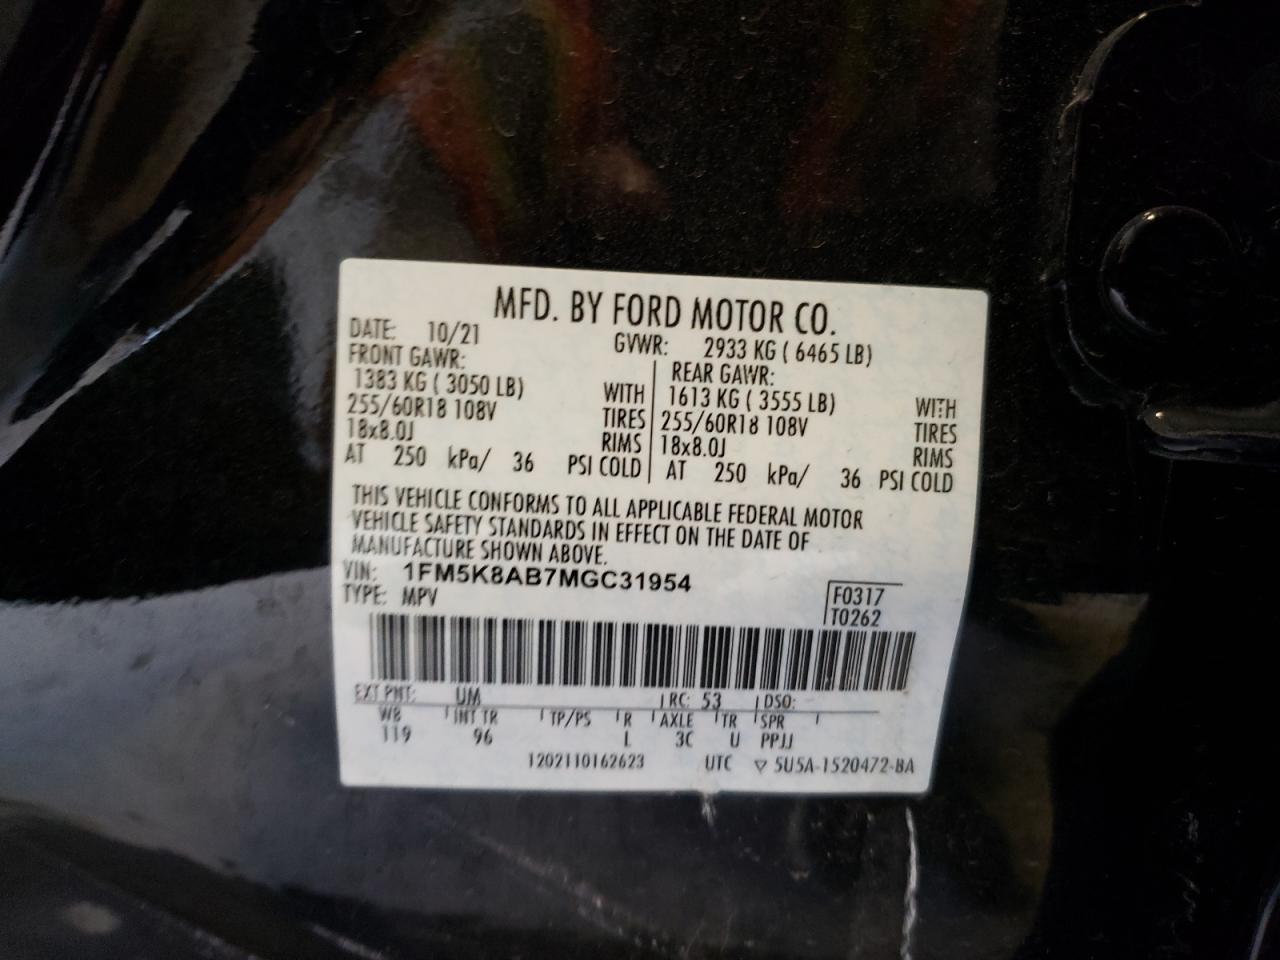 MFD. BY FORD MOTOR CO.
DATE: 10/21 GVWR: 2933 KG ( 6465 LB)
FRONT GAWR: REAR GAWR:
1383 KG ( 3050 LB) WITH 1613 KG ( 3555 LB) WITH
255/60R18 108V TIRES 255/60R18 108V TIRES
18x8.0J RIMS 18x8.0J RIMS
AT 250 kPa/ 36 PSI COLD AT 250 kPa/ 36 PSI COLD
THIS VEHICLE CONFORMS TO ALL APPLICABLE FEDERAL MOTOR
VEHICLE SAFETY STANDARDS IN EFFECT ON THE DATE OF
MANUFACTURE SHOWN ABOVE.
VIN: 1FM5K8AB7MGC31954
TYPE: MPV
F0317
T0262
EXT PNT: UM RC: 53 DSO:
WB INT TR TP/PS R AXLE TR SPR
119 96 L 3C U PPJJ
1202110162623 UTC ▽ 5U5A-1520472-BA